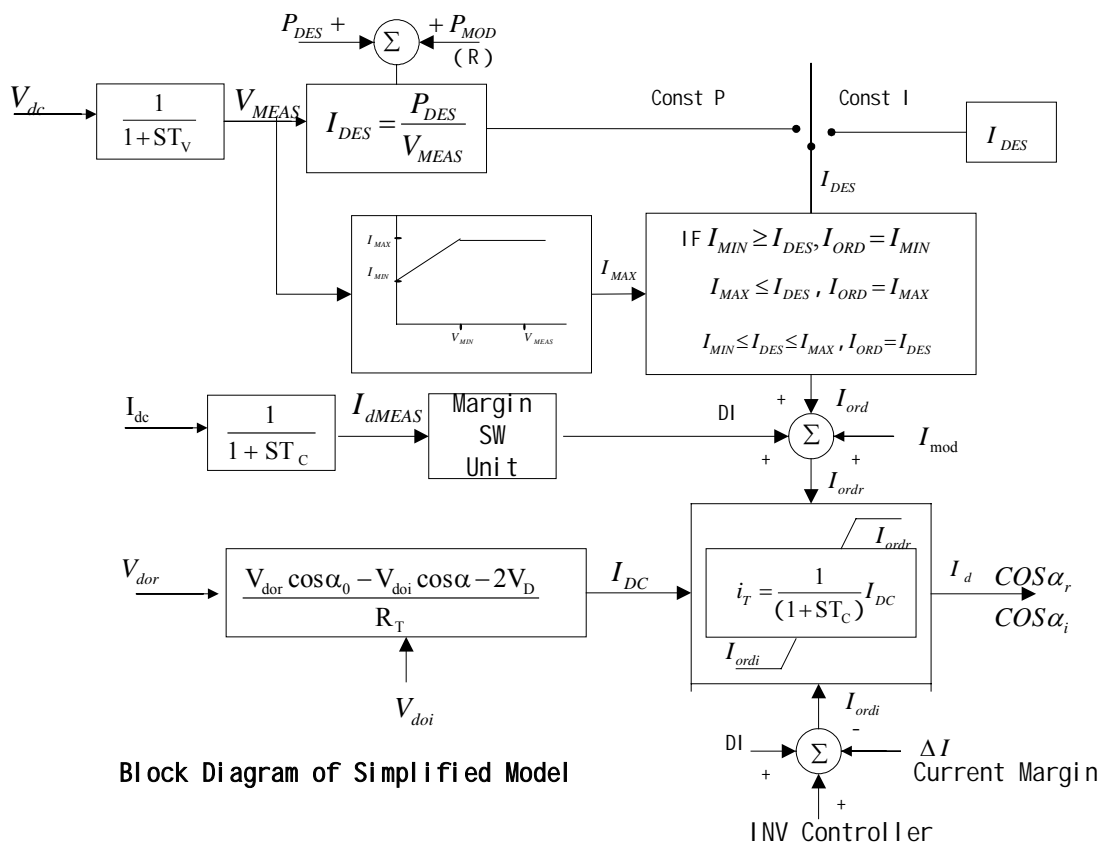 P_DES + + P_MOD
Σ (R)
V_dc
1 / (1+ST_V)
V_MEAS
I_DES = P_DES / V_MEAS
Const P
Const I
I_DES
I_DES
I_MAX
I_MIN
V_MIN V_MEAS
I_MAX
IF I_MIN ≥ I_DES, I_ORD = I_MIN
I_MAX ≤ I_DES , I_ORD = I_MAX
I_MIN ≤ I_DES ≤ I_MAX , I_ORD = I_DES
I_dc
1 / (1 + ST_C)
I_dMEAS
Margin
SW
Unit
DI
+ I_ord
Σ
+ +
I_mod
I_ordr
V_dor
(V_dor cosα_0 − V_doi cosα − 2V_D) / R_T
I_DC
I_ordr
i_T = 1 / (1+ST_C) I_DC
I_ordi
I_d
COSα_r
COSα_i
V_doi
I_ordi
DI
+
Σ
-
ΔI
Current Margin
+
INV Controller
Block Diagram of Simplified Model